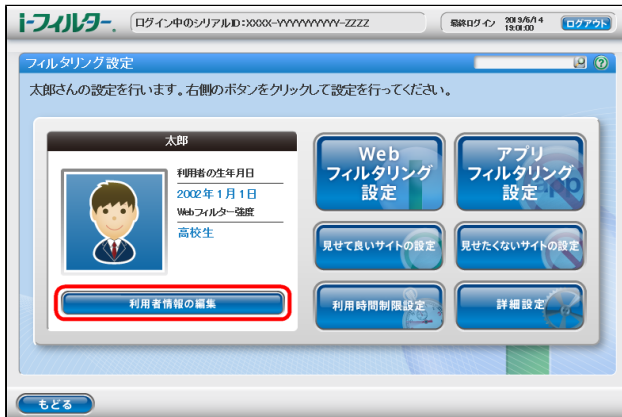 i-フィルター. ログイン中のシリアルID:XXXX-YYYYYYYYY-ZZZZ 最終ログイン 2013/6/14 19:01:00 ログアウト
フィルタリング設定 ?
太郎さんの設定を行います。右側のボタンをクリックして設定を行ってください。
太郎
利用者の生年月日
2002年1月1日
Webフィルター強度
高校生
利用者情報の編集
Web
フィルタリング
設定
アプリ
フィルタリング
設定
app
見せて良いサイトの設定
見せたくないサイトの設定
利用時間制限設定
詳細設定
もどる